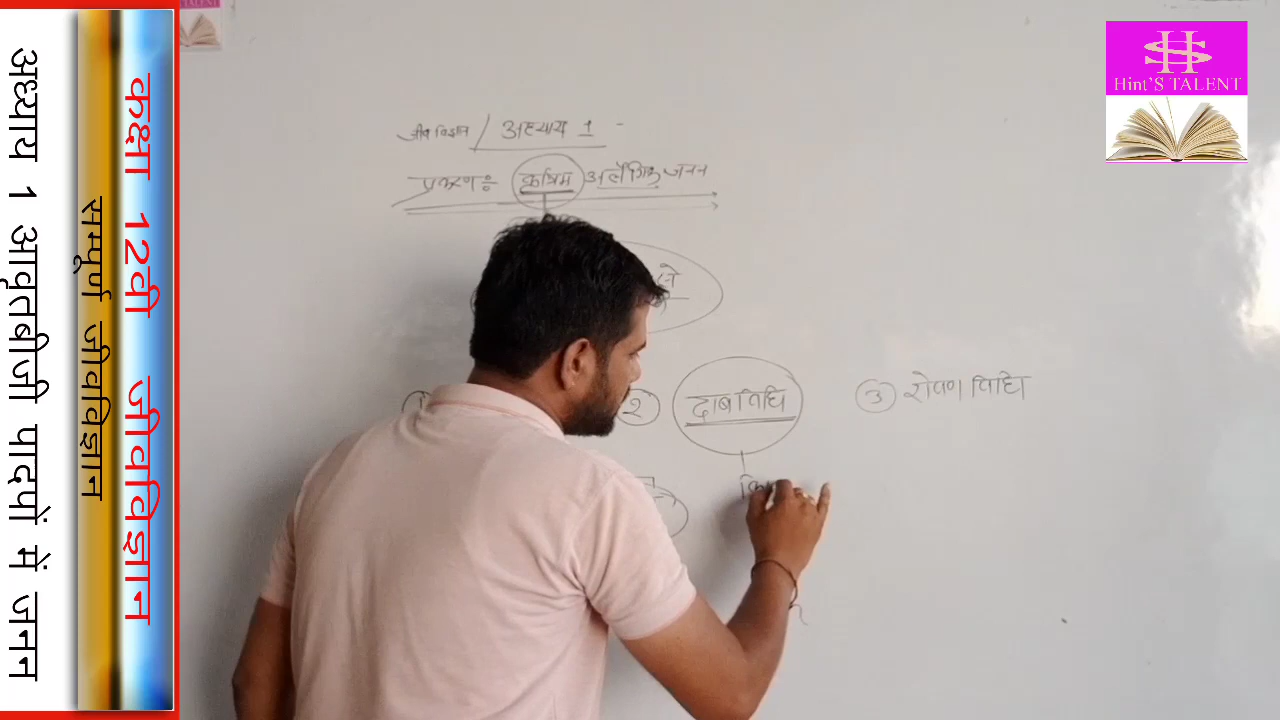 अध्याय 1 आवृतबीजी पादपों में जनन
सम्पूर्ण जीवविज्ञान
कक्षा 12वी जीवविज्ञान
Hint'S TALENT
जीव विज्ञान / अध्याय 1
प्रकरण: कृत्रिम अलैंगिक जनन
① ② दाब विधि ③ रोपण विधि